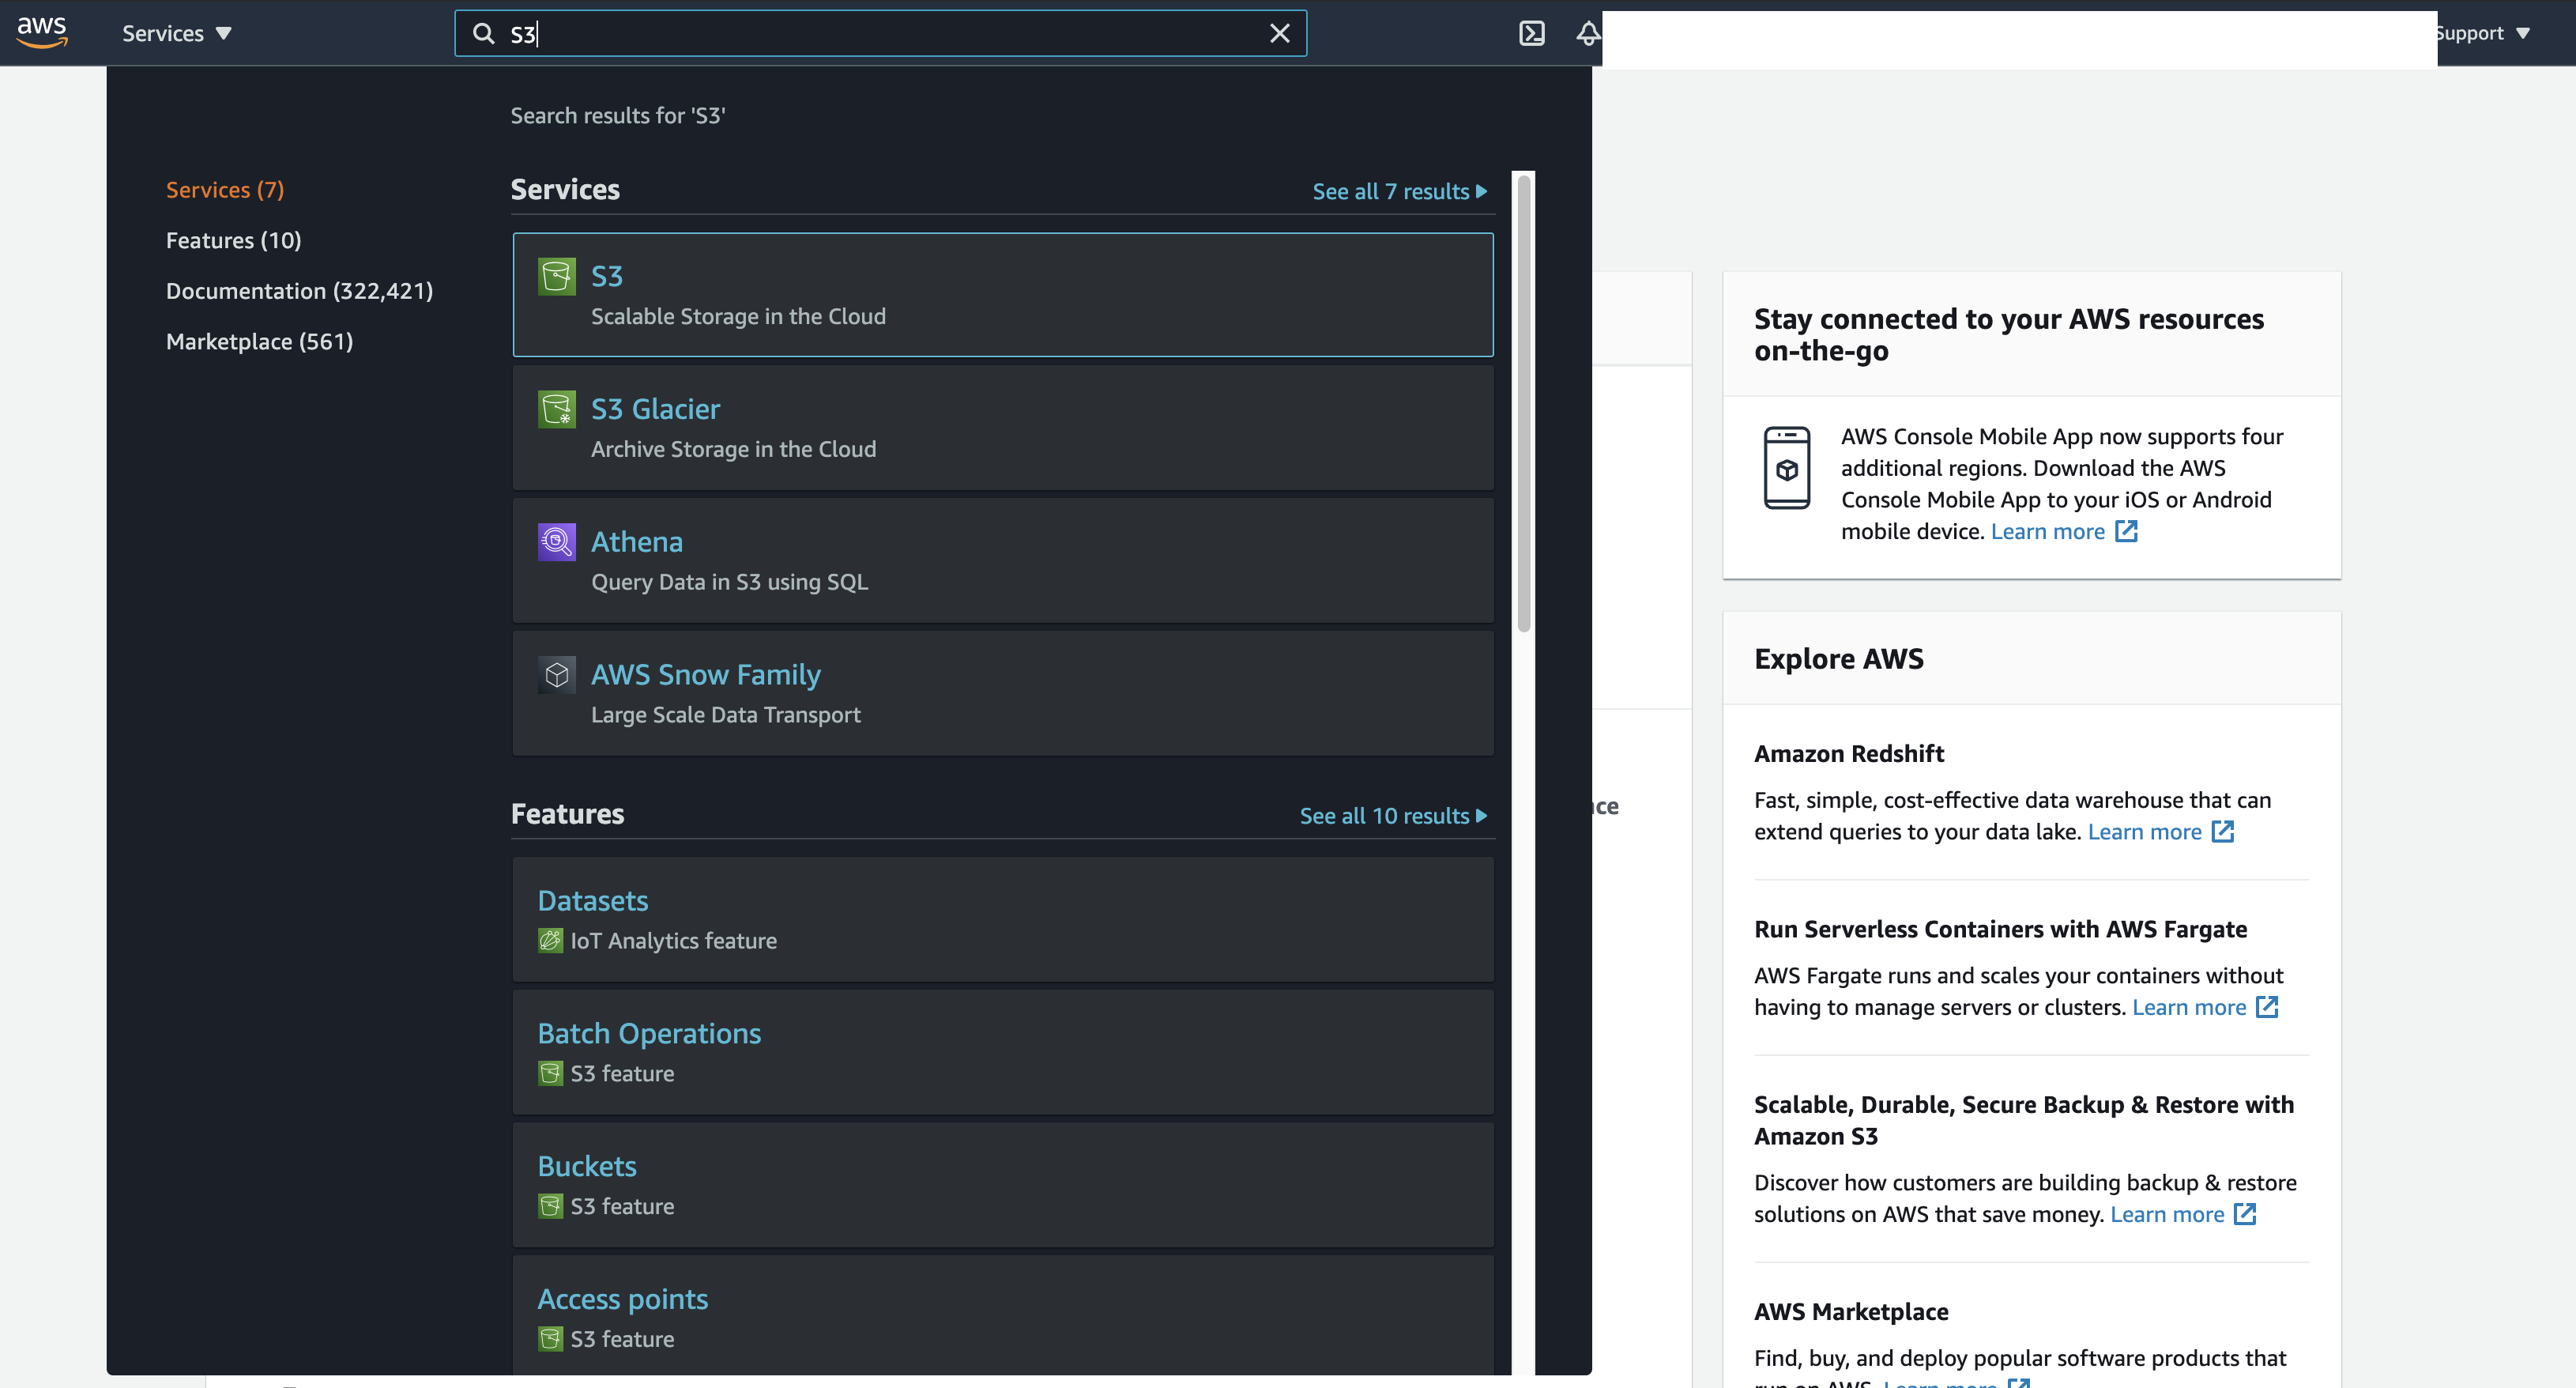 aws
Services
S3
Support
Search results for 'S3'
Services (7)
Features (10)
Documentation (322,421)
Marketplace (561)
Services
See all 7 results
S3
Scalable Storage in the Cloud
S3 Glacier
Archive Storage in the Cloud
Athena
Query Data in S3 using SQL
AWS Snow Family
Large Scale Data Transport
Features
See all 10 results
Datasets
IoT Analytics feature
Batch Operations
S3 feature
Buckets
S3 feature
Access points
S3 feature
Stay connected to your AWS resources
on-the-go
AWS Console Mobile App now supports four
additional regions. Download the AWS
Console Mobile App to your iOS or Android
mobile device. Learn more
Explore AWS
Amazon Redshift
Fast, simple, cost-effective data warehouse that can
extend queries to your data lake. Learn more
Run Serverless Containers with AWS Fargate
AWS Fargate runs and scales your containers without
having to manage servers or clusters. Learn more
Scalable, Durable, Secure Backup & Restore with
Amazon S3
Discover how customers are building backup & restore
solutions on AWS that save money. Learn more
AWS Marketplace
Find, buy, and deploy popular software products that
run on AWS. Learn more